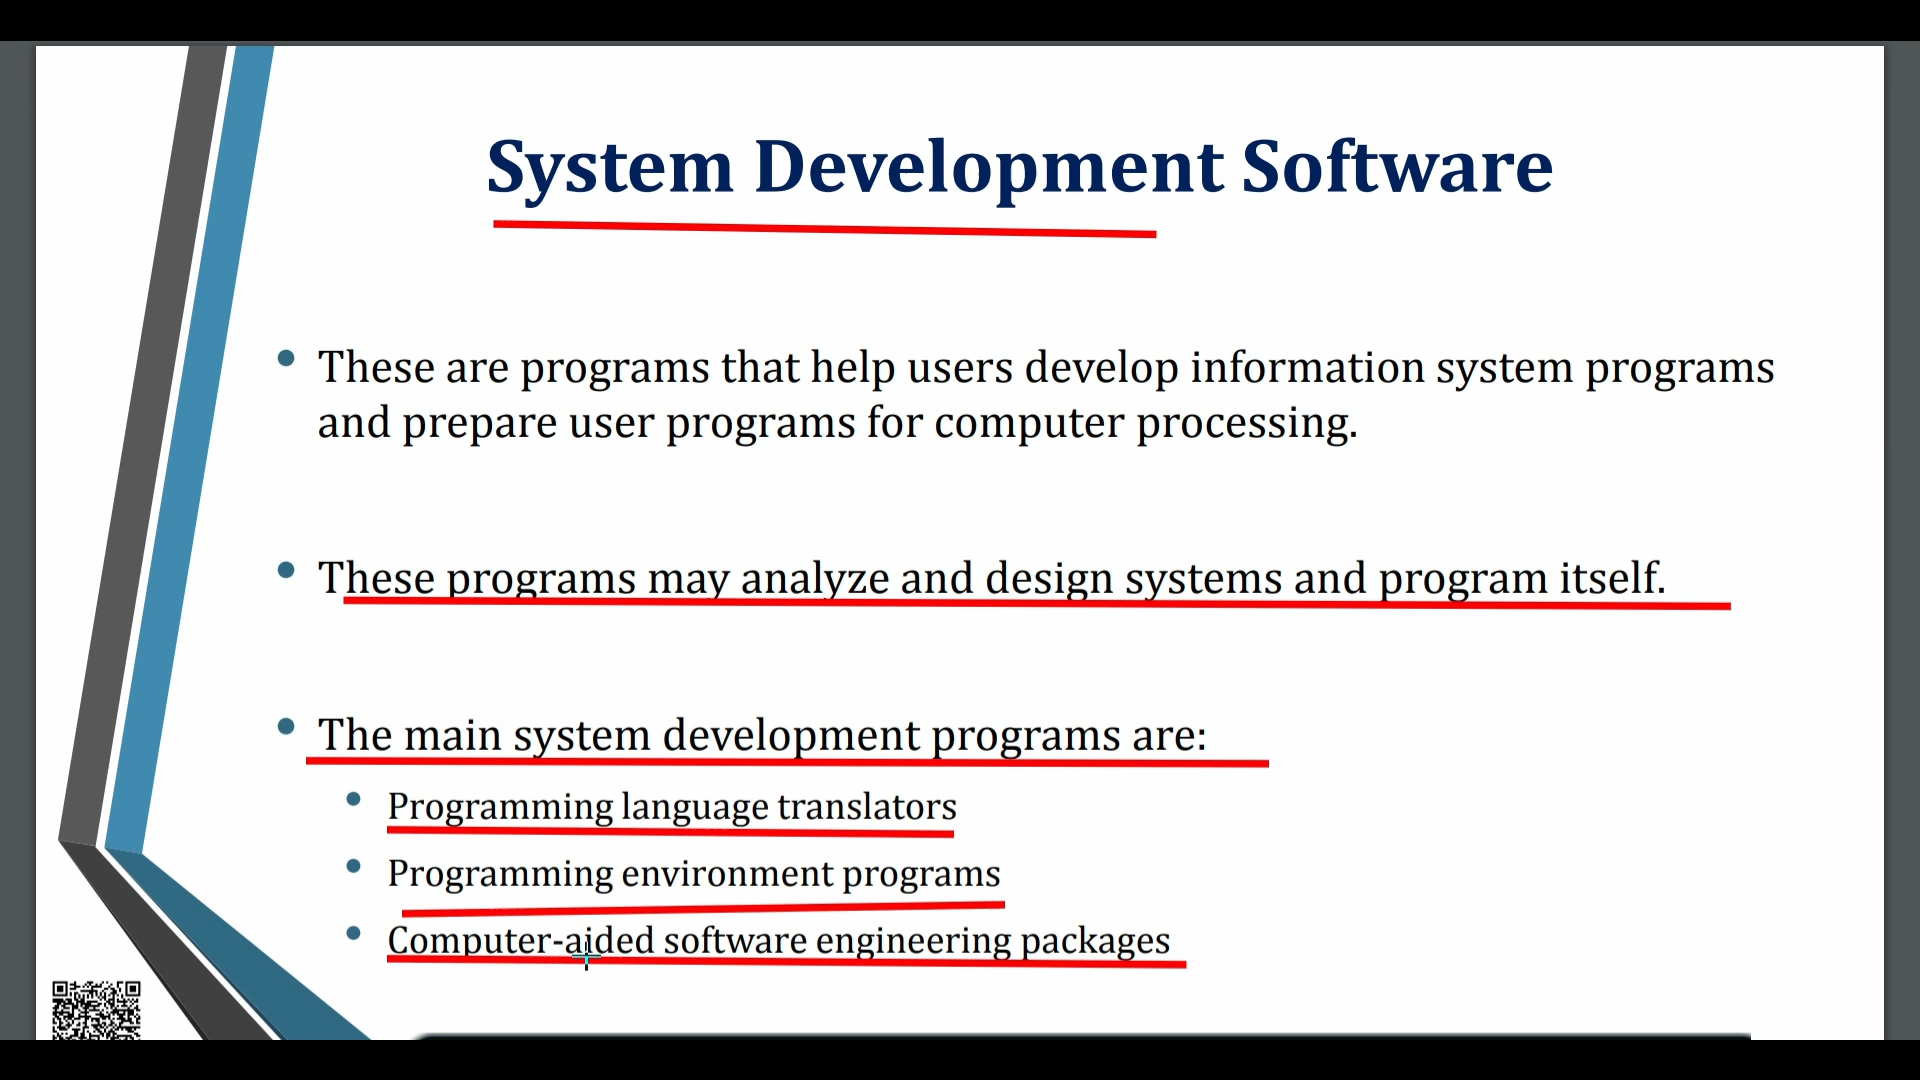 System Development Software
These are programs that help users develop information system programs
and prepare user programs for computer processing.
These programs may analyze and design systems and program itself.
The main system development programs are:
Programming language translators
Programming environment programs
Computer-aided software engineering packages